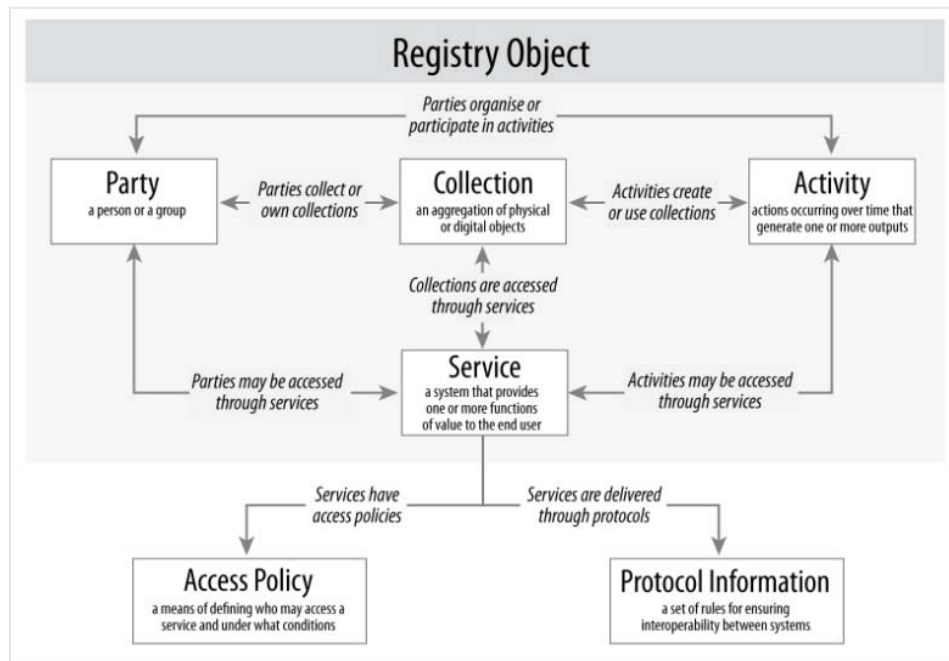 Registry Object
Parties organise or
participate in activities
Party
a person or a group
Parties collect or
own collections
Collection
an aggregation of physical
or digital objects
Activities create
or use collections
Activity
actions occurring over time that
generate one or more outputs
Collections are accessed
through services
Parties may be accessed
through services
Service
a system that provides
one or more functions
of value to the end user
Activities may be accessed
through services
Services have
access policies
Services are delivered
through protocols
Access Policy
a means of defining who may access a
service and under what conditions
Protocol Information
a set of rules for ensuring
interoperability between systems